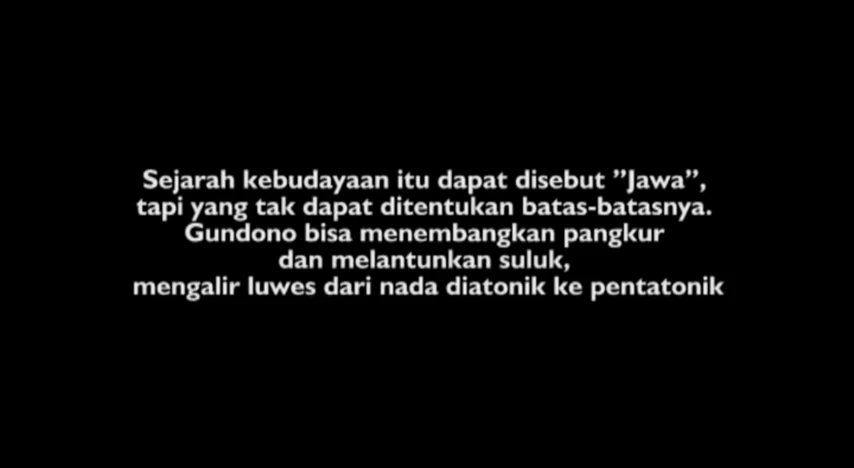 Sejarah kebudayaan itu dapat disebut ”Jawa”,
tapi yang tak dapat ditentukan batas-batasnya.
Gundono bisa menembangkan pangkur
dan melantunkan suluk,
mengalir luwes dari nada diatonik ke pentatonik